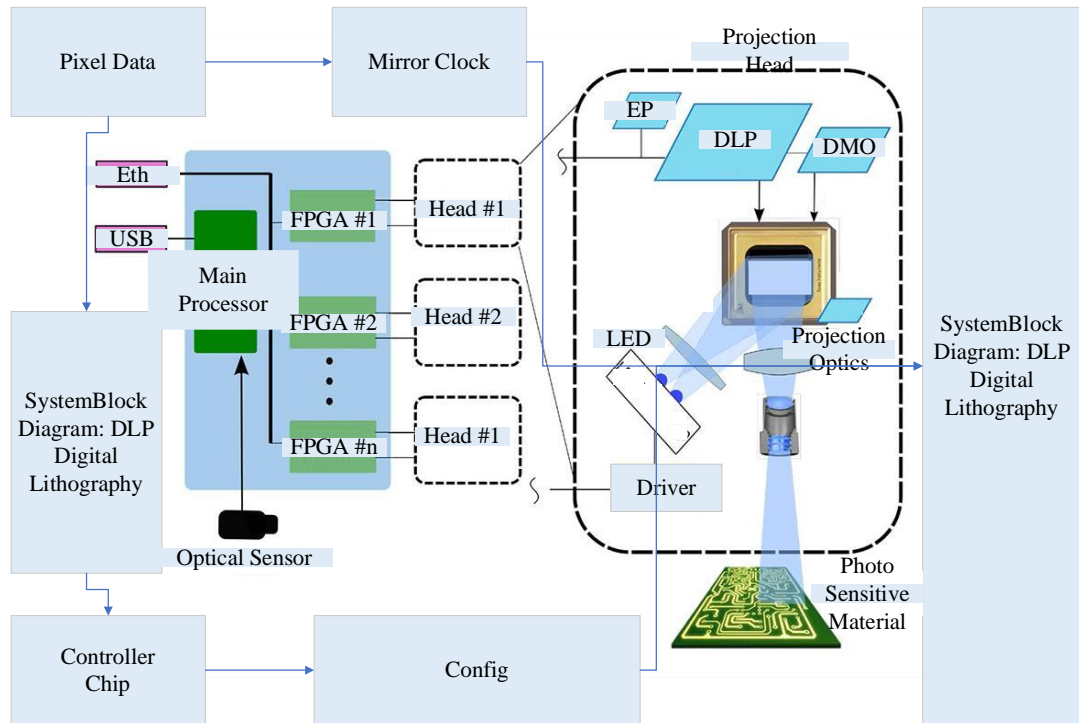 Pixel Data
Mirror Clock
Projection
Head
EP
DLP
DMO
Eth
USB
FPGA #1
Head #1
Main
Processor
FPGA #2
Head #2
FPGA #n
Head #1
LED
Projection
Optics
Driver
Optical Sensor
Photo
Sensitive
Material
SystemBlock
Diagram: DLP
Digital
Lithography
SystemBlock
Diagram: DLP
Digital
Lithography
Controller
Chip
Config